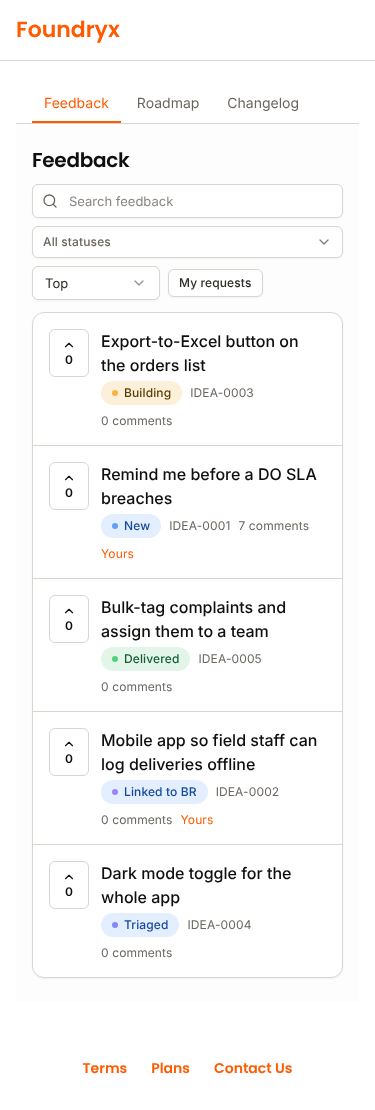 Foundryx
Feedback
Roadmap
Changelog
Feedback
Search feedback
All statuses
Top
My requests
0
Export-to-Excel button on
the orders list
Building IDEA-0003
0 comments
0
Remind me before a DO SLA
breaches
New IDEA-0001 7 comments
Yours
0
Bulk-tag complaints and
assign them to a team
Delivered IDEA-0005
0 comments
0
Mobile app so field staff can
log deliveries offline
Linked to BR IDEA-0002
0 comments Yours
0
Dark mode toggle for the
whole app
Triaged IDEA-0004
0 comments
Terms Plans Contact Us